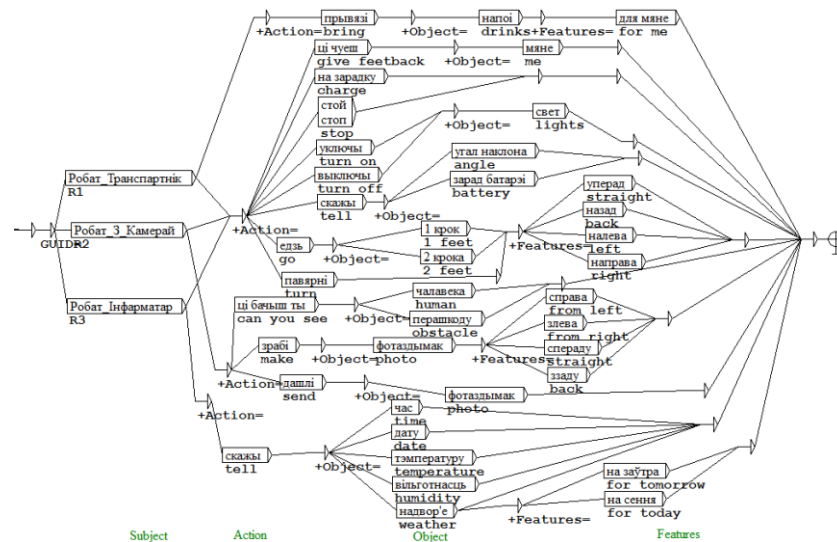 прывязі напоі для мяне
+Action=bring +Object= drinks+Features= for me
ці чуеш мяне
give feetback +Object= me
на зарадку
charge
стой
стоп
stop
свет
+Object= lights
уключы
turn on
выключы
turn off
угал наклона
angle
зарад батарэі
battery
скажы
tell +Object=
Робат_Транспартнік
R1
Робат_З_Камерай
GUIDR2
Робат_Інфарматар
R3
+Action=
едзь
go +Object=
1 крок
1 feet
2 крока
2 feet
+Features=
уперад
straight
назад
back
налева
left
направа
right
павярні
turn
ці бачыш ты
can you see +Object=
чалавека
human
перашкоду
obstacle
справа
from left
злева
from right
спераду
straight
ззаду
back
зрабі фотаздымак
make +Object= photo +Features=
+Action=
дашлі фотаздымак
send +Object= photo
+Action=
скажы
tell +Object=
час
time
дату
date
тэмпературу
temperature
вільготнасць
humidity
надвор'е
weather
+Features=
на заўтра
for tomorrow
на сення
for today
Subject Action Object Features